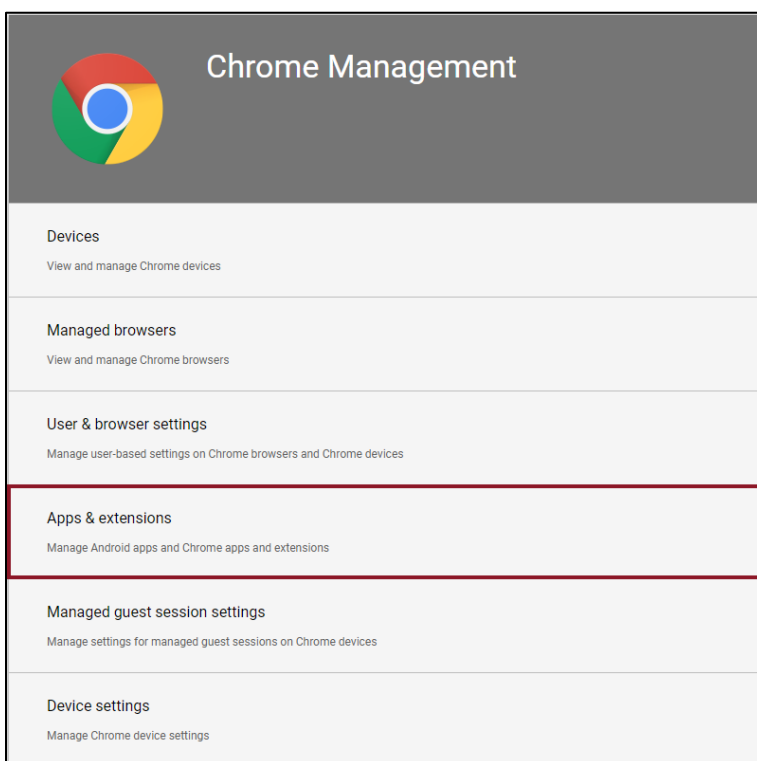 Chrome Management
Devices
View and manage Chrome devices
Managed browsers
View and manage Chrome browsers
User & browser settings
Manage user-based settings on Chrome browsers and Chrome devices
Apps & extensions
Manage Android apps and Chrome apps and extensions
Managed guest session settings
Manage settings for managed guest sessions on Chrome devices
Device settings
Manage Chrome device settings